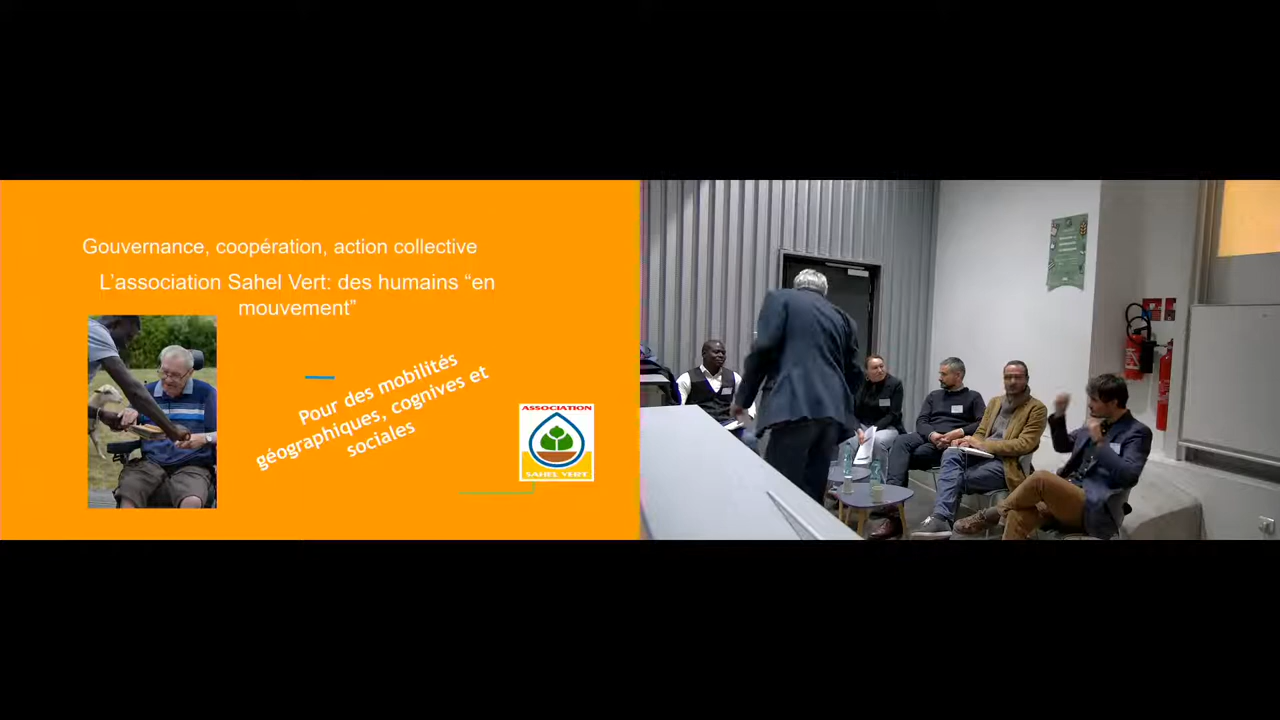 Gouvernance, coopération, action collective
L'association Sahel Vert: des humains “en
mouvement”
Pour des mobilités
géographiques, cognives et
sociales
ASSOCIATION
SAHEL VERT